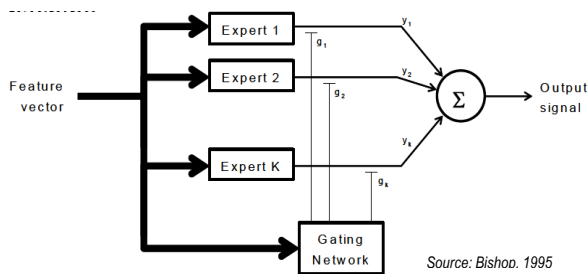 Expert 1
y1
g1
Feature
vector
Expert 2
y2
g2
Σ
Output
signal
Expert K
yk
gk
Gating
Network
Source: Bishop, 1995